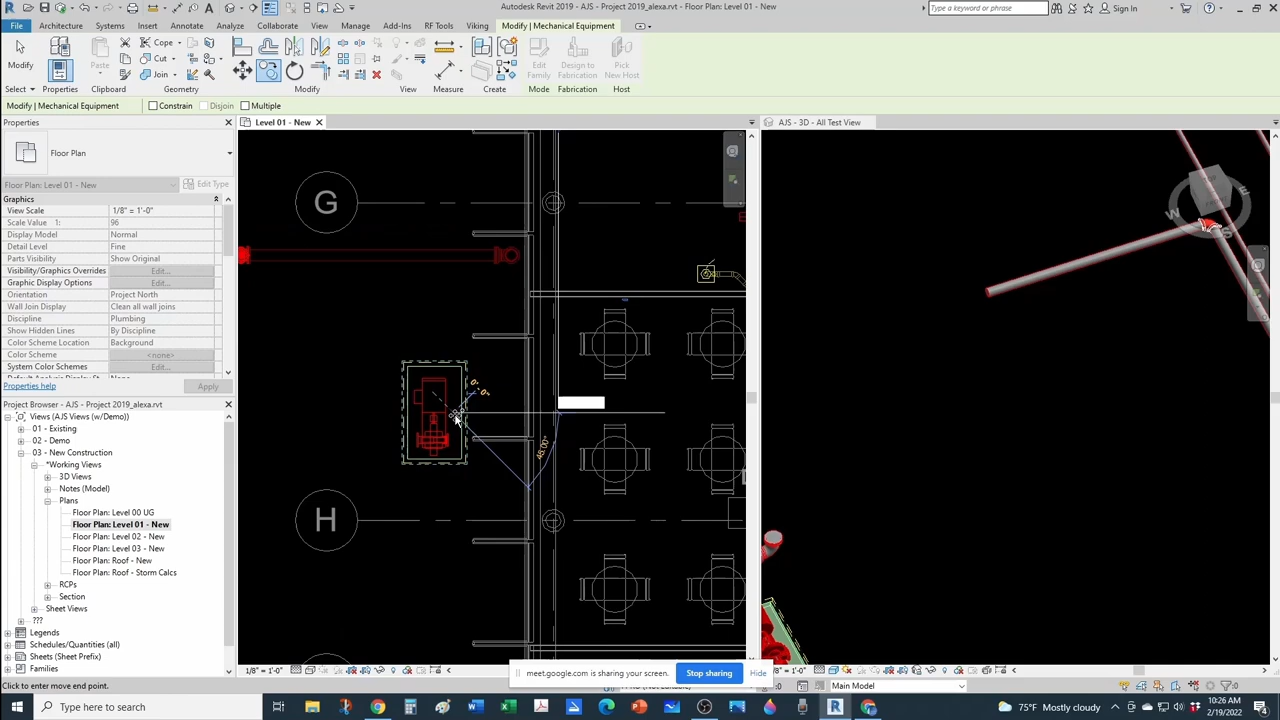 Autodesk Revit 2019 - AJS - Project 2019_alexa.rvt - Floor Plan: Level 01 - New
Type a keyword or phrase
Sign In
File Architecture Systems Insert Annotate Analyze Collaborate View Manage Add-Ins RF Tools Viking Modify | Mechanical Equipment
Modify
Paste
Cope
Cut
Join
Edit Family
Design to Fabrication
Pick New Host
Select Properties Clipboard Geometry Modify View Measure Create Mode Fabrication Host
Modify | Mechanical Equipment Constrain Disjoin Multiple
Properties
Level 01 - New
AJS - 3D - All Test View
Floor Plan
Floor Plan: Level 01 - New Edit Type
Graphics
View Scale 1/8" = 1'-0"
Scale Value 1: 96
Display Model Normal
Detail Level Fine
Parts Visibility Show Original
Visibility/Graphics Overrides Edit...
Graphic Display Options Edit...
Orientation Project North
Wall Join Display Clean all wall joins
Discipline Plumbing
Show Hidden Lines By Discipline
Color Scheme Location Background
Color Scheme <none>
System Color Schemes Edit...
Properties help Apply
Project Browser - AJS - Project 2019_alexa.rvt
Views (AJS Views (w/Demo))
01 - Existing
02 - Demo
03 - New Construction
*Working Views
3D Views
Notes (Model)
Plans
Floor Plan: Level 00 UG
Floor Plan: Level 01 - New
Floor Plan: Level 02 - New
Floor Plan: Level 03 - New
Floor Plan: Roof - New
Floor Plan: Roof - Storm Calcs
RCPs
Section
Sheet Views
???
Legends
Schedules/Quantities (all)
Sheets (Sheet Prefix)
Families
G
H
0' - 0"
45.00°
W
S
E
1/8" = 1'-0"
meet.google.com is sharing your screen. Stop sharing Hide
Click to enter move end point.
Main Model
:0
Type here to search
75°F Mostly cloudy
10:26 AM
2/19/2022